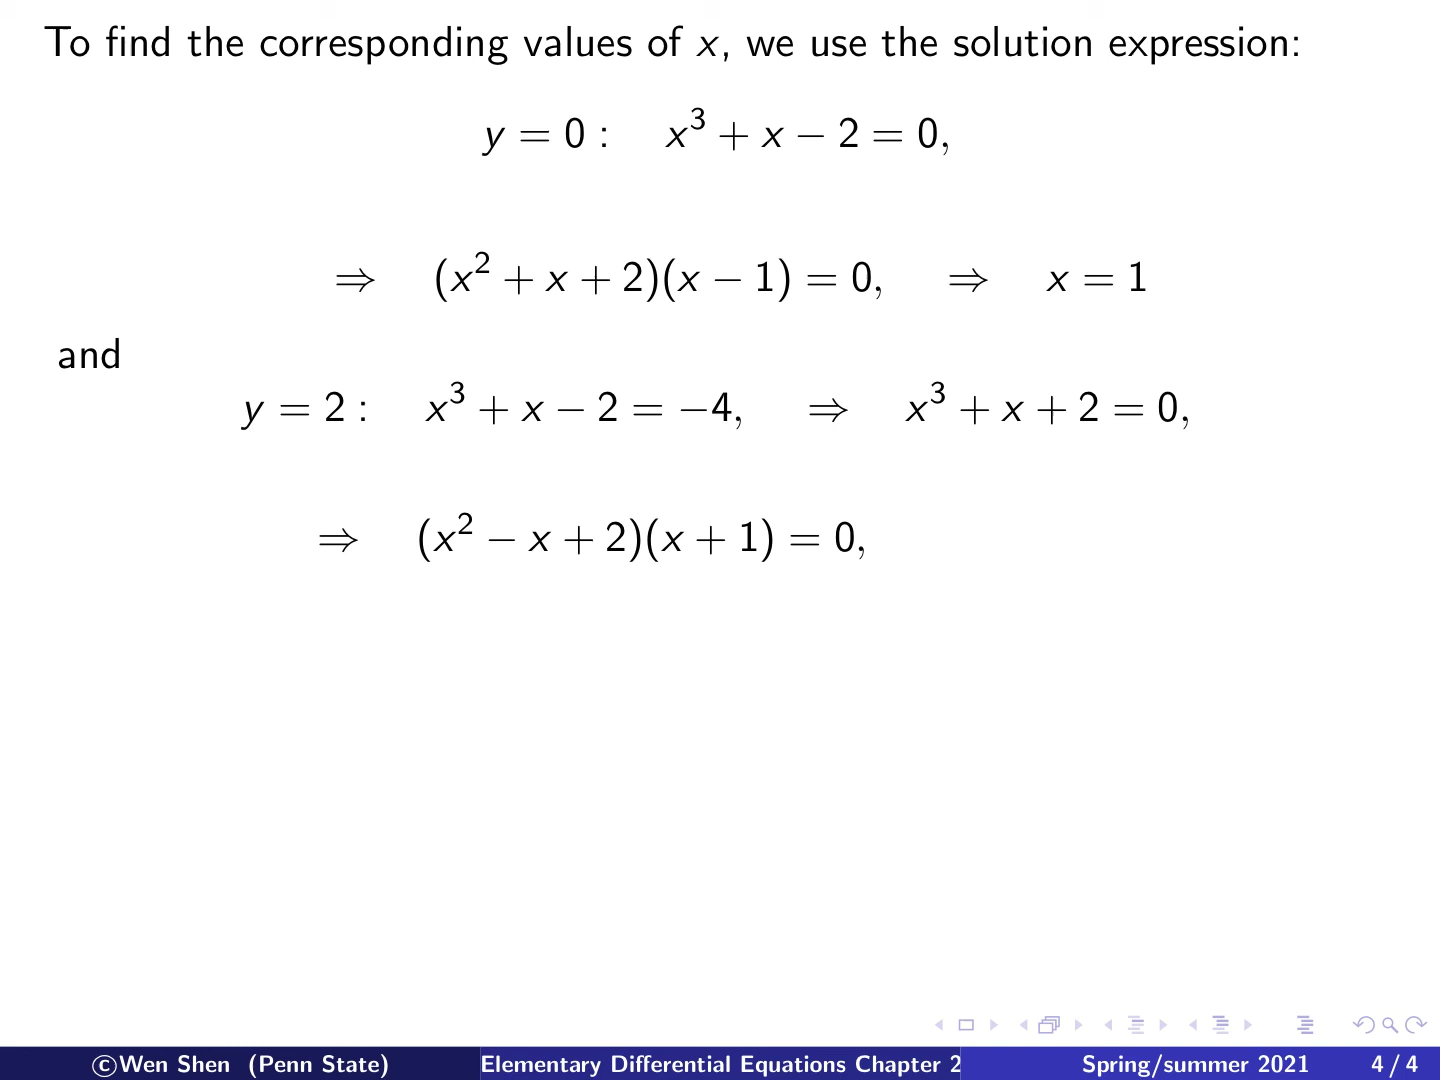 To find the corresponding values of x, we use the solution expression:
y = 0 : x³ + x − 2 = 0,
⇒ (x² + x + 2)(x − 1) = 0, ⇒ x = 1
and
y = 2 : x³ + x − 2 = −4, ⇒ x³ + x + 2 = 0,
⇒ (x² − x + 2)(x + 1) = 0,
©Wen Shen (Penn State) Elementary Differential Equations Chapter 2 Spring/summer 2021 4 / 4